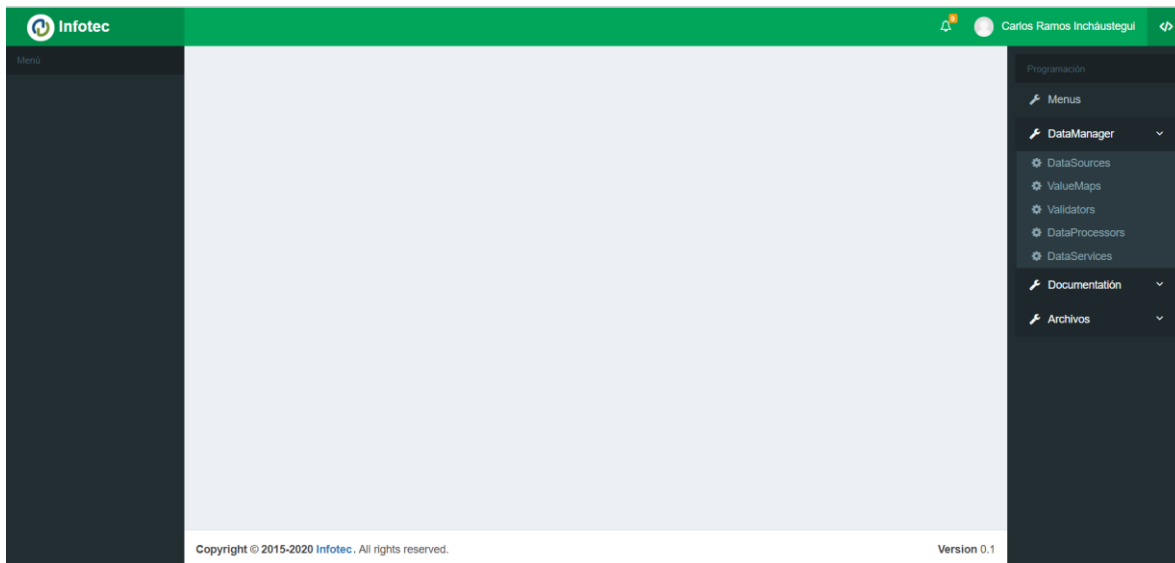 Infotec
Carlos Ramos Incháustegui
Menú
Programación
Menus
DataManager
DataSources
ValueMaps
Validators
DataProcessors
DataServices
Documentatión
Archivos
Copyright © 2015-2020 Infotec. All rights reserved.
Version 0.1